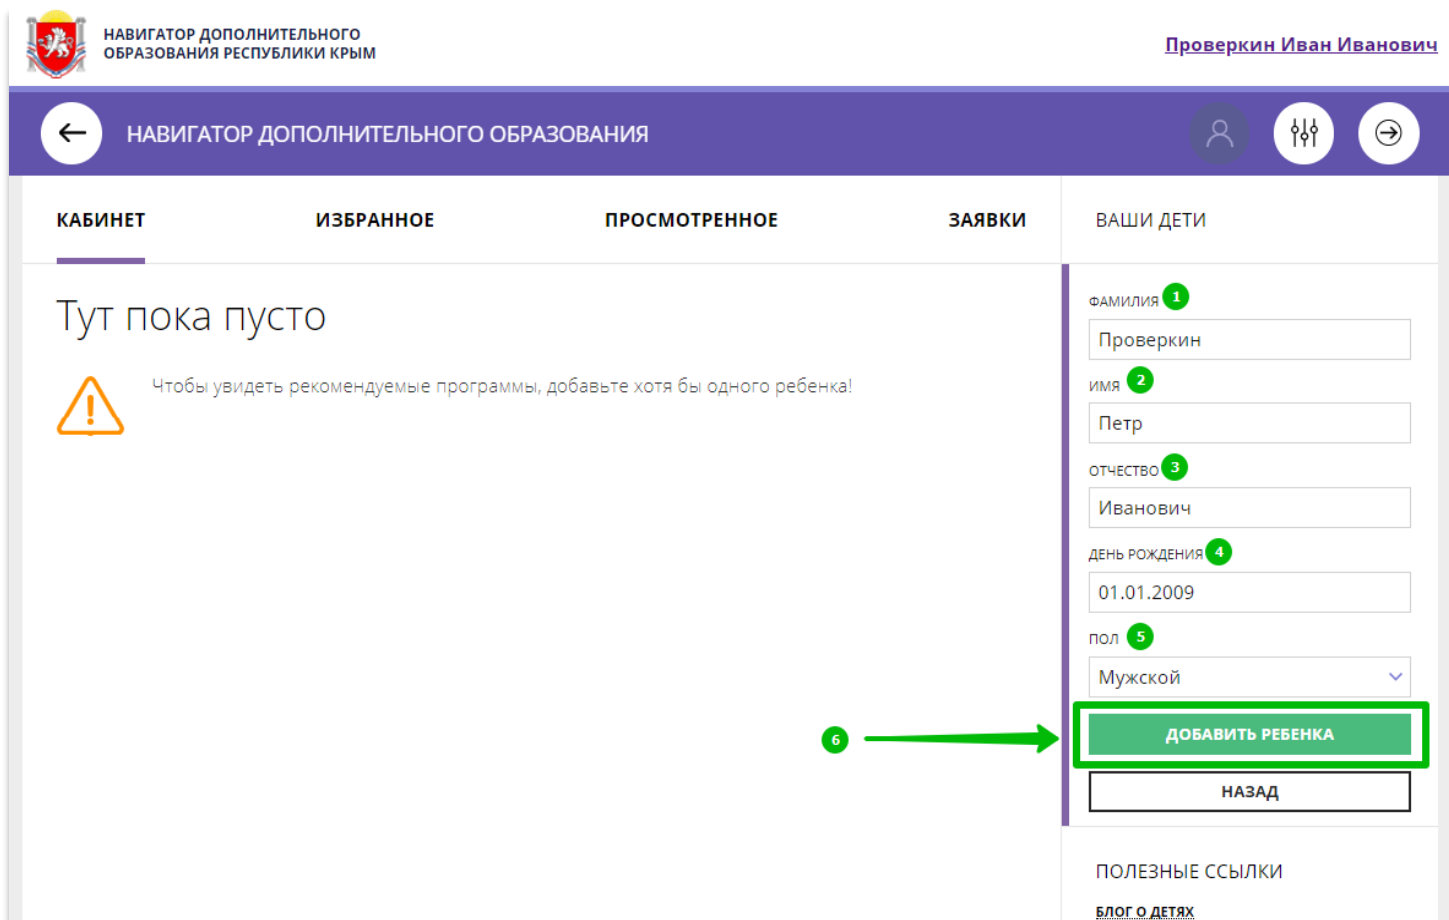 НАВИГАТОР ДОПОЛНИТЕЛЬНОГО
ОБРАЗОВАНИЯ РЕСПУБЛИКИ КРЫМ
Проверкин Иван Иванович
НАВИГАТОР ДОПОЛНИТЕЛЬНОГО ОБРАЗОВАНИЯ
КАБИНЕТ ИЗБРАННОЕ ПРОСМОТРЕННОЕ ЗАЯВКИ
Тут пока пусто
Чтобы увидеть рекомендуемые программы, добавьте хотя бы одного ребенка!
ВАШИ ДЕТИ
ФАМИЛИЯ 1
Проверкин
ИМЯ 2
Петр
ОТЧЕСТВО 3
Иванович
ДЕНЬ РОЖДЕНИЯ 4
01.01.2009
ПОЛ 5
Мужской
6 ДОБАВИТЬ РЕБЕНКА
НАЗАД
ПОЛЕЗНЫЕ ССЫЛКИ
БЛОГ О ДЕТЯХ